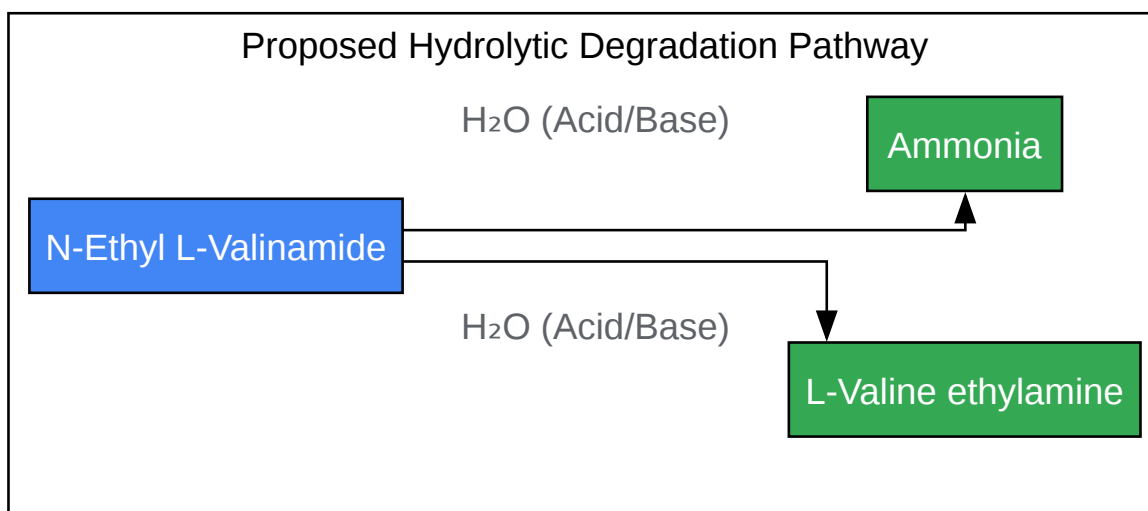 Proposed Hydrolytic Degradation Pathway
H₂O (Acid/Base)
Ammonia
N-Ethyl L-Valinamide
H₂O (Acid/Base)
L-Valine ethylamine